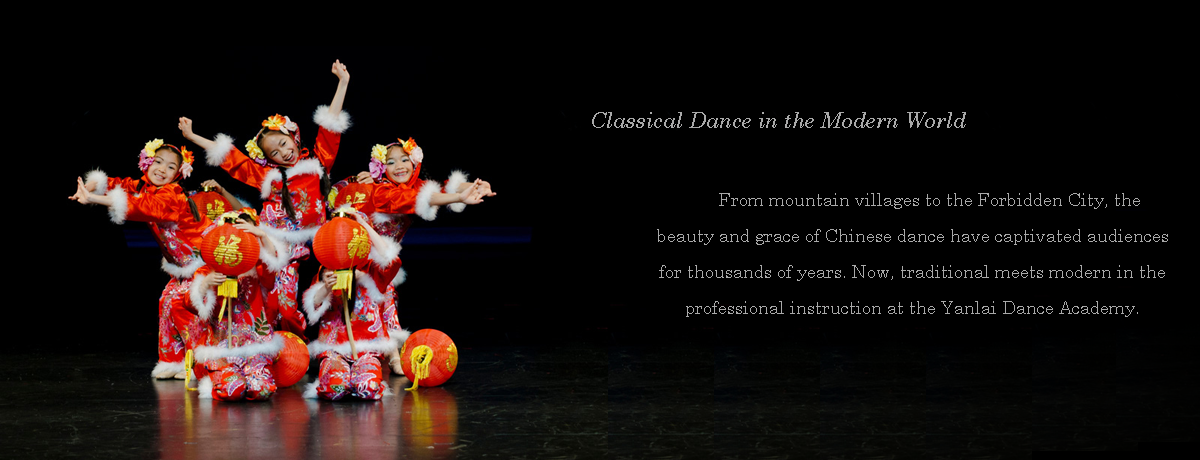 Classical Dance in the Modern World
From mountain villages to the Forbidden City, the
beauty and grace of Chinese dance have captivated audiences
for thousands of years. Now, traditional meets modern in the
professional instruction at the Yanlai Dance Academy.
福
福